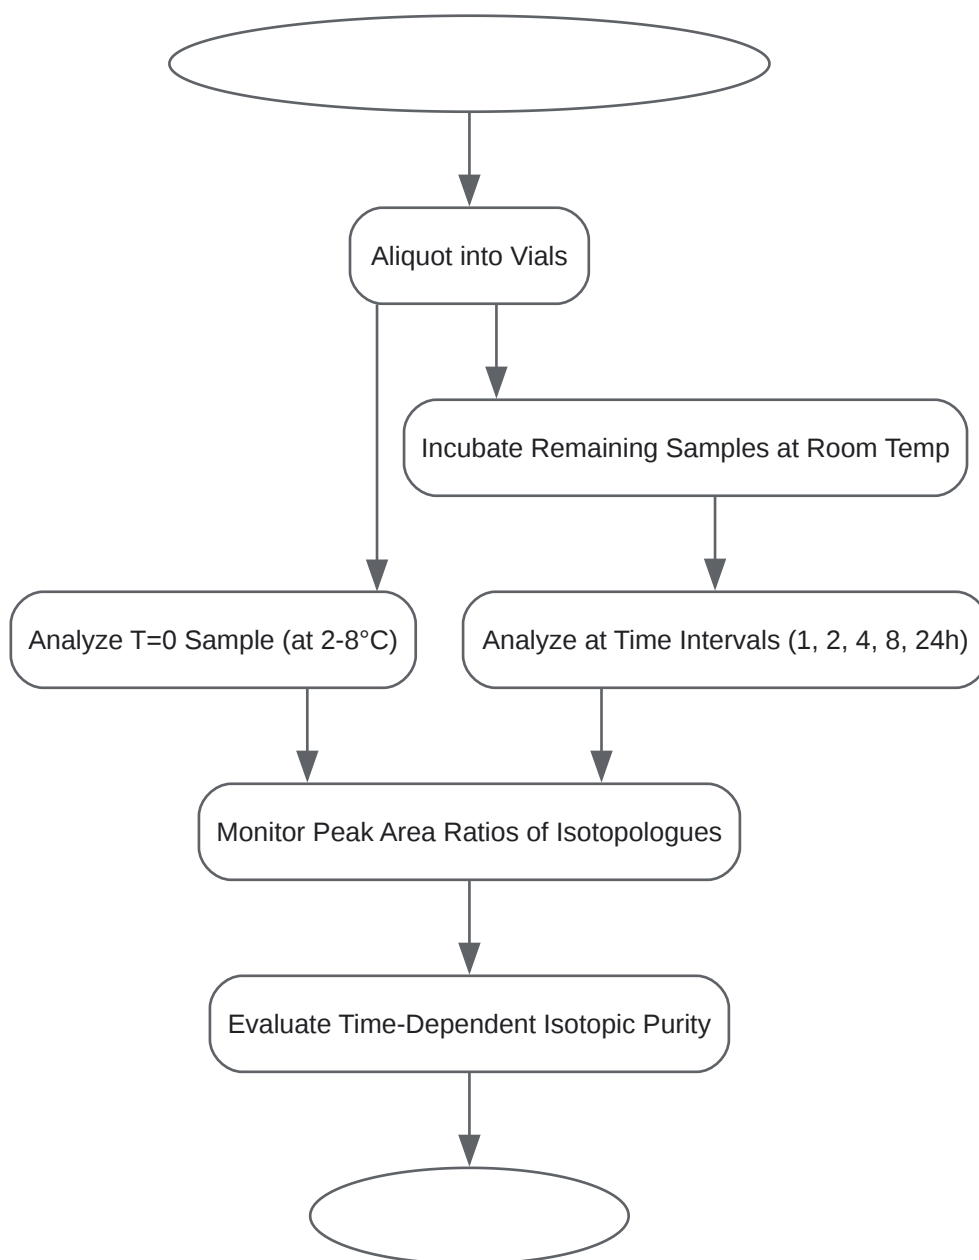 Aliquot into Vials
Incubate Remaining Samples at Room Temp
Analyze T=0 Sample (at 2-8°C)
Analyze at Time Intervals (1, 2, 4, 8, 24h)
Monitor Peak Area Ratios of Isotopologues
Evaluate Time-Dependent Isotopic Purity